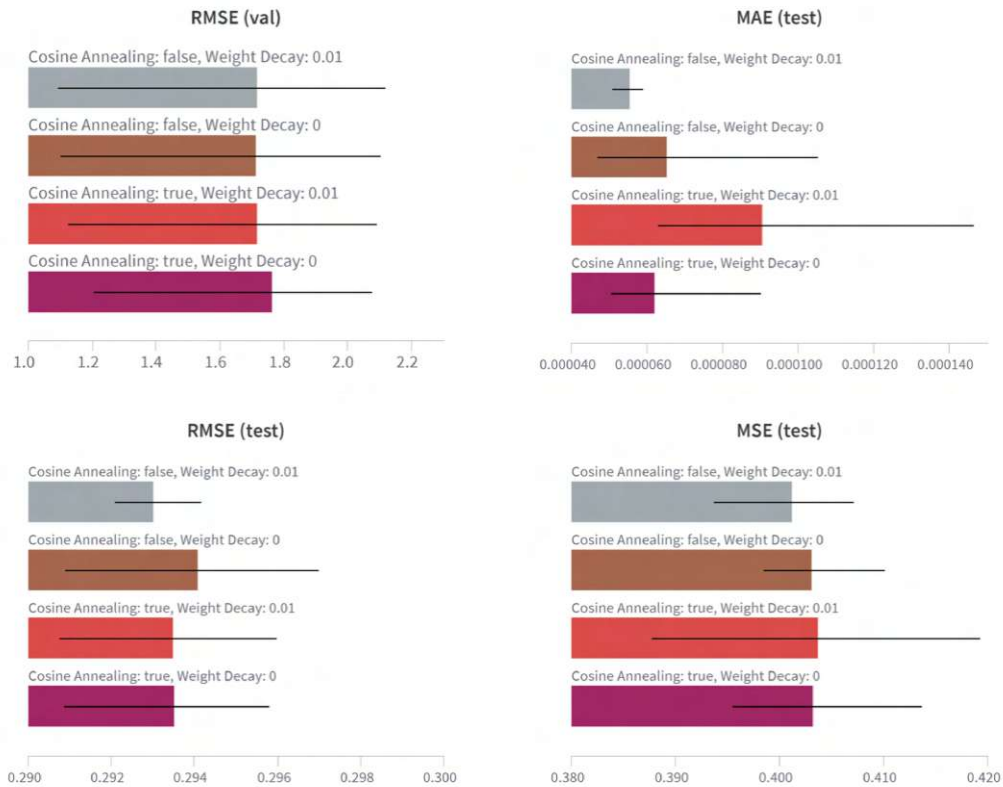 RMSE (val)
Cosine Annealing: false, Weight Decay: 0.01
Cosine Annealing: false, Weight Decay: 0
Cosine Annealing: true, Weight Decay: 0.01
Cosine Annealing: true, Weight Decay: 0
1.0 1.2 1.4 1.6 1.8 2.0 2.2
MAE (test)
Cosine Annealing: false, Weight Decay: 0.01
Cosine Annealing: false, Weight Decay: 0
Cosine Annealing: true, Weight Decay: 0.01
Cosine Annealing: true, Weight Decay: 0
0.000040 0.000060 0.000080 0.000100 0.000120 0.000140
RMSE (test)
Cosine Annealing: false, Weight Decay: 0.01
Cosine Annealing: false, Weight Decay: 0
Cosine Annealing: true, Weight Decay: 0.01
Cosine Annealing: true, Weight Decay: 0
0.290 0.292 0.294 0.296 0.298 0.300
MSE (test)
Cosine Annealing: false, Weight Decay: 0.01
Cosine Annealing: false, Weight Decay: 0
Cosine Annealing: true, Weight Decay: 0.01
Cosine Annealing: true, Weight Decay: 0
0.380 0.390 0.400 0.410 0.420